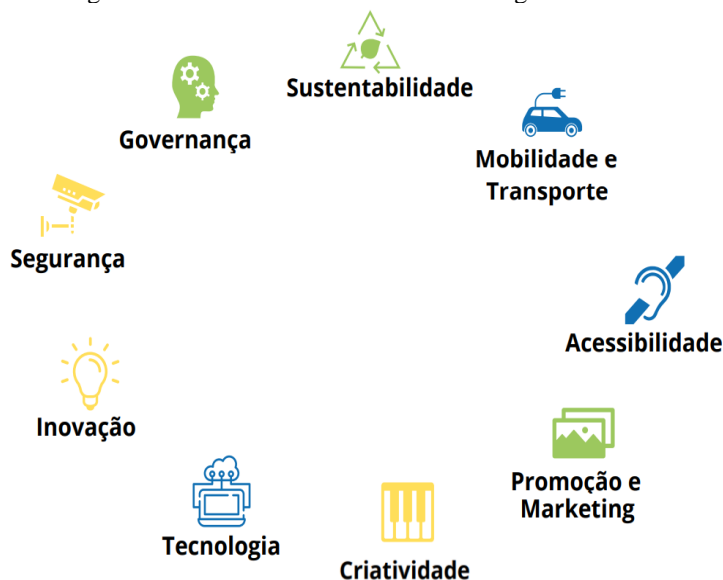 Sustentabilidade
Governança
Mobilidade e
Transporte
Segurança
Acessibilidade
Inovação
Promoção e
Marketing
Tecnologia
Criatividade